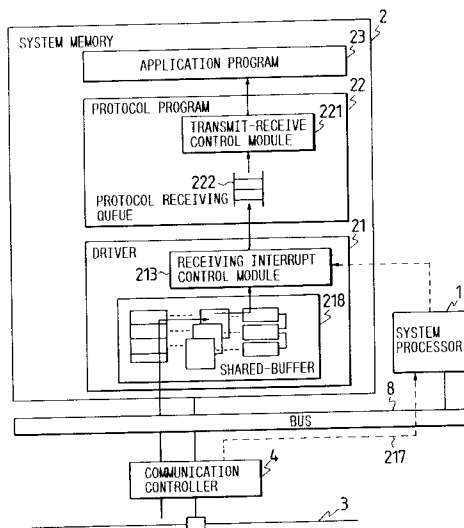 2
SYSTEM MEMORY
23
APPLICATION PROGRAM
22
PROTOCOL PROGRAM
221
TRANSMIT-RECEIVE
CONTROL MODULE
222
PROTOCOL RECEIVING
QUEUE
21
DRIVER
RECEIVING INTERRUPT
CONTROL MODULE
213
218
SHARED-BUFFER
1
SYSTEM
PROCESSOR
8
BUS
217
4
COMMUNICATION
CONTROLLER
3